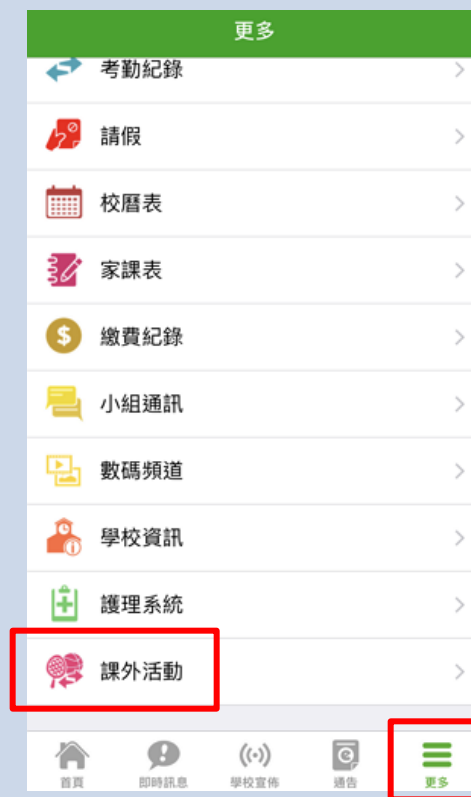 更多
考勤紀錄
請假
校曆表
家課表
繳費紀錄
小組通訊
數碼頻道
學校資訊
護理系統
課外活動
首頁
即時訊息
學校宣佈
通告
更多